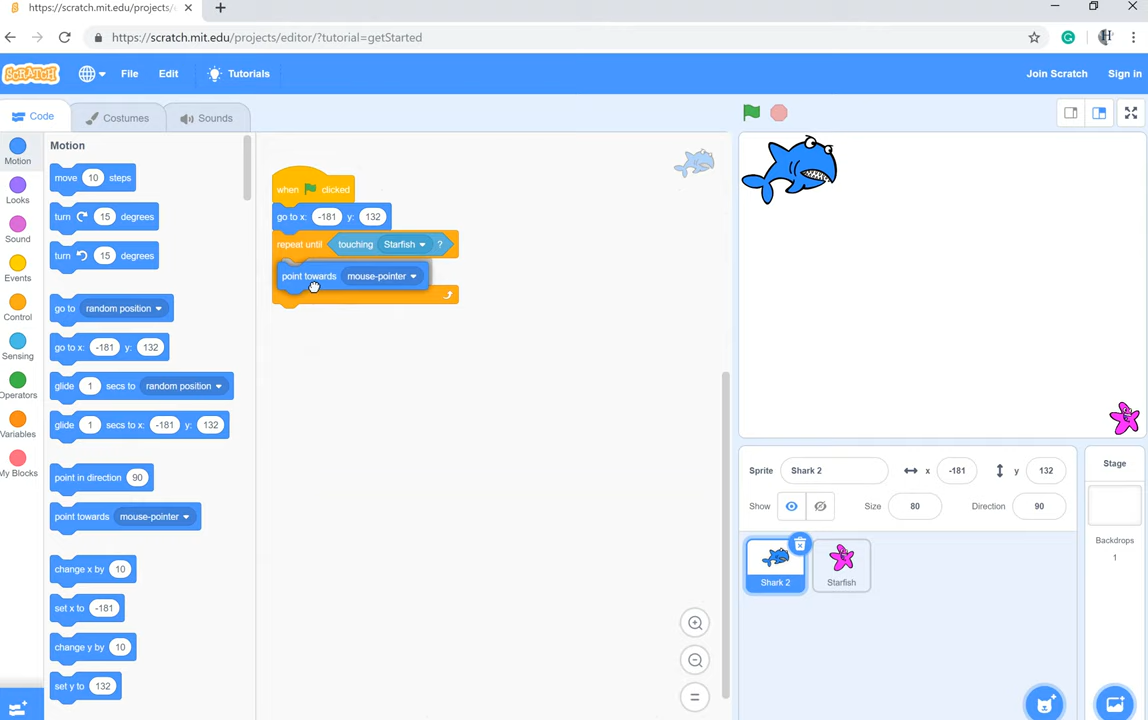 https://scratch.mit.edu/projects/e
https://scratch.mit.edu/projects/editor/?tutorial=getStarted
SCRATCH File Edit Tutorials Join Scratch Sign in
Code Costumes Sounds
Motion
Looks
Sound
Events
Control
Sensing
Operators
Variables
My Blocks
Motion
move 10 steps
turn 15 degrees
turn 15 degrees
go to random position
go to x: -181 y: 132
glide 1 secs to random position
glide 1 secs to x: -181 y: 132
point in direction 90
point towards mouse-pointer
change x by 10
set x to -181
change y by 10
set y to 132
when clicked
go to x: -181 y: 132
repeat until touching Starfish ?
point towards mouse-pointer
Sprite Shark 2 x -181 y 132
Show Size 80 Direction 90
Shark 2 Starfish
Stage
Backdrops
1